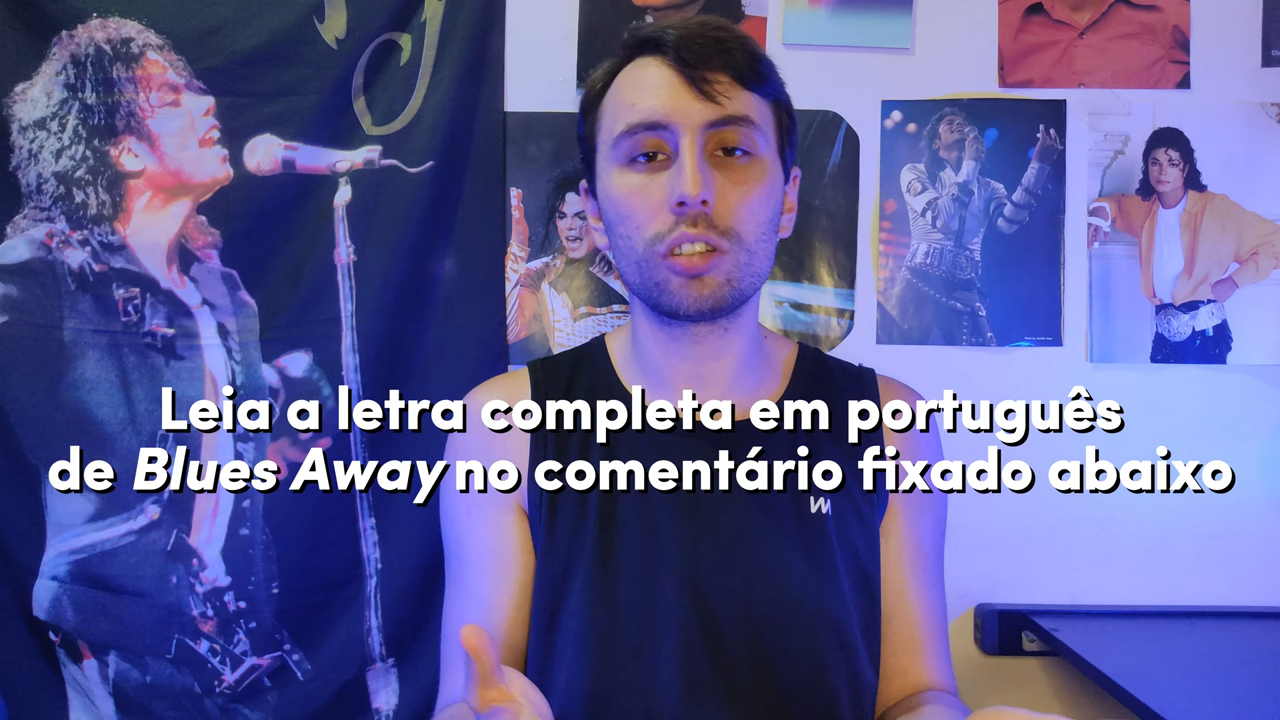 Leia a letra completa em português
de Blues Away no comentário fixado abaixo